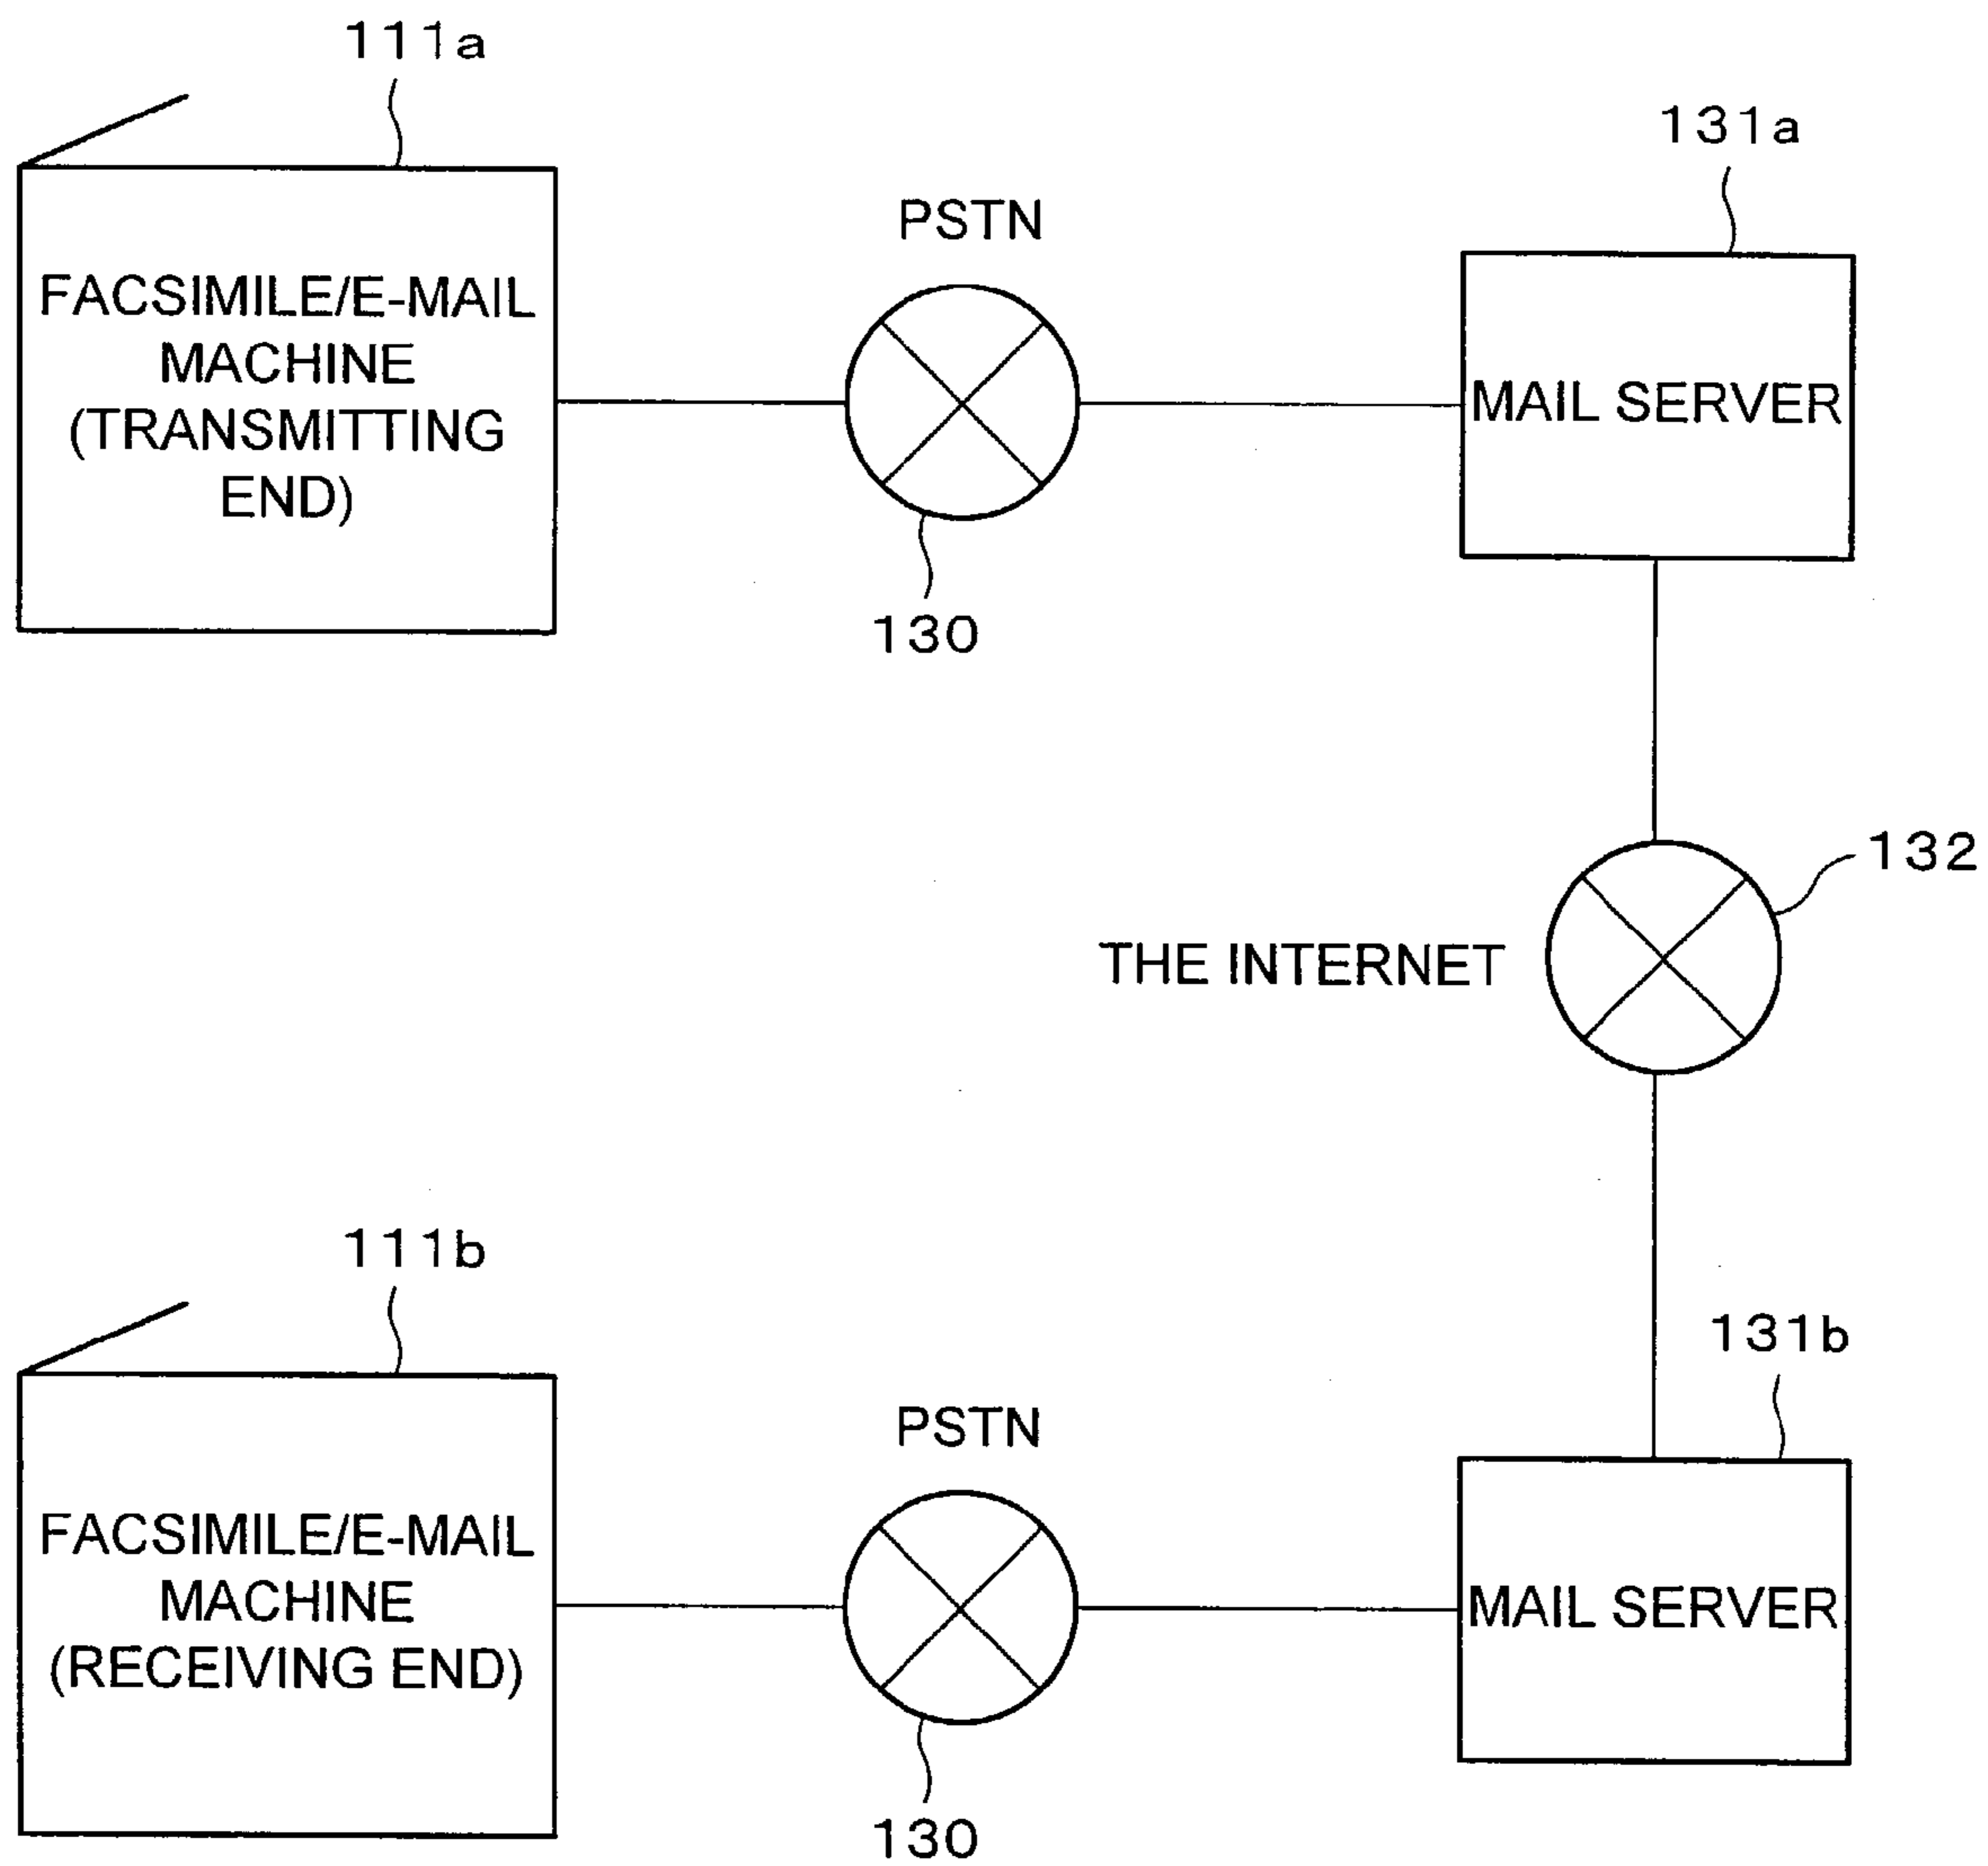 111a
131a
PSTN
FACSIMILE/E-MAIL
MACHINE
(TRANSMITTING
END)
MAIL SERVER
130
132
THE INTERNET
111b
131b
PSTN
FACSIMILE/E-MAIL
MACHINE
(RECEIVING END)
MAIL SERVER
130